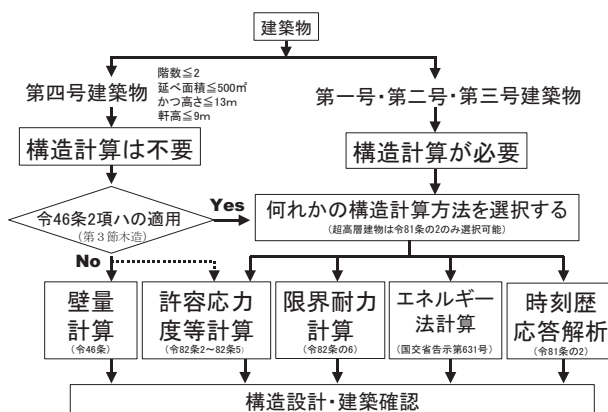 建築物
第四号建築物
階数≦2
延べ面積≦500㎡
かつ高さ≦13m
軒高≦9m
第一号・第二号・第三号建築物
構造計算は不要
構造計算が必要
令46条2項ハの適用
(第3節木造)
Yes
何れかの構造計算方法を選択する
(超高層建物は令81条の2のみ選択可能)
No
壁量
計算
(令46条)
許容応力
度等計算
(令82条2～82条5)
限界耐力
計算
(令82条の6)
エネルギー
法計算
(国交省告示第631号)
時刻歴
応答解析
(令81条の2)
構造設計・建築確認